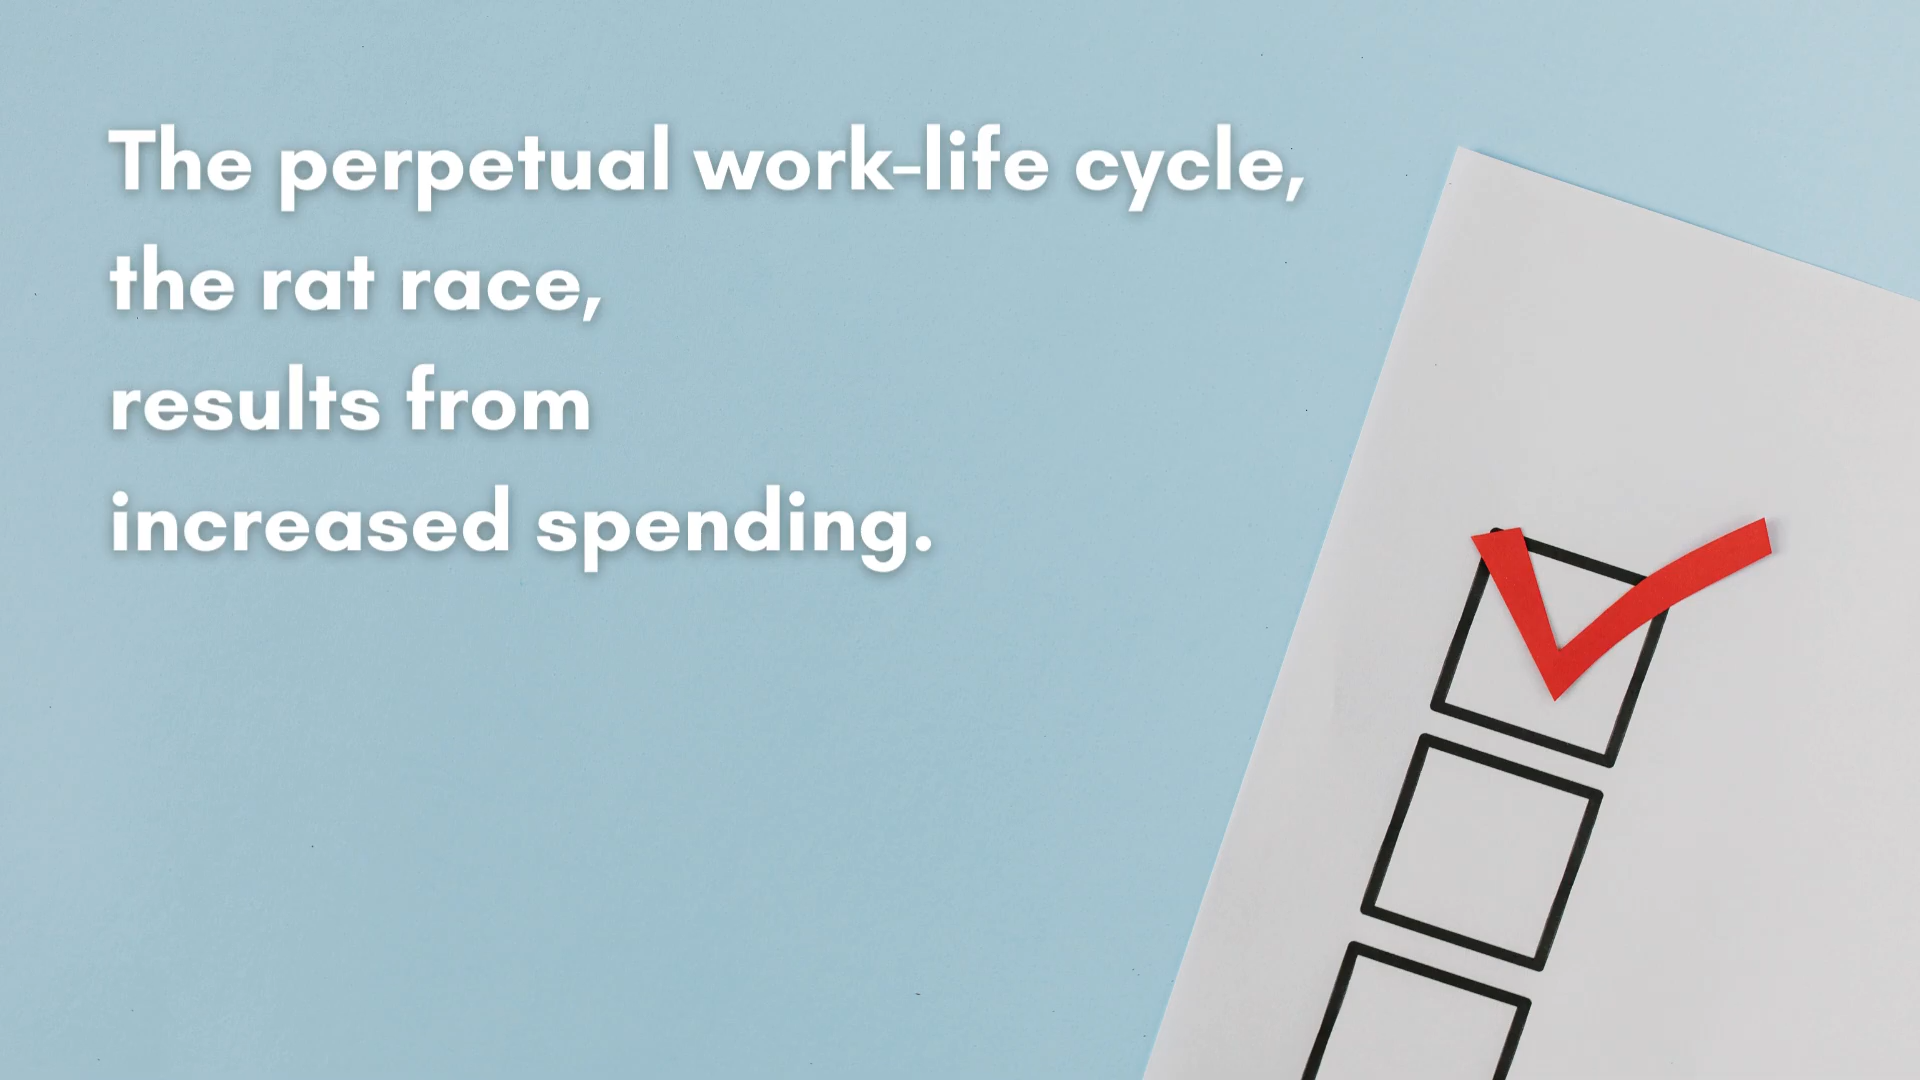 The perpetual work-life cycle,
the rat race,
results from
increased spending.